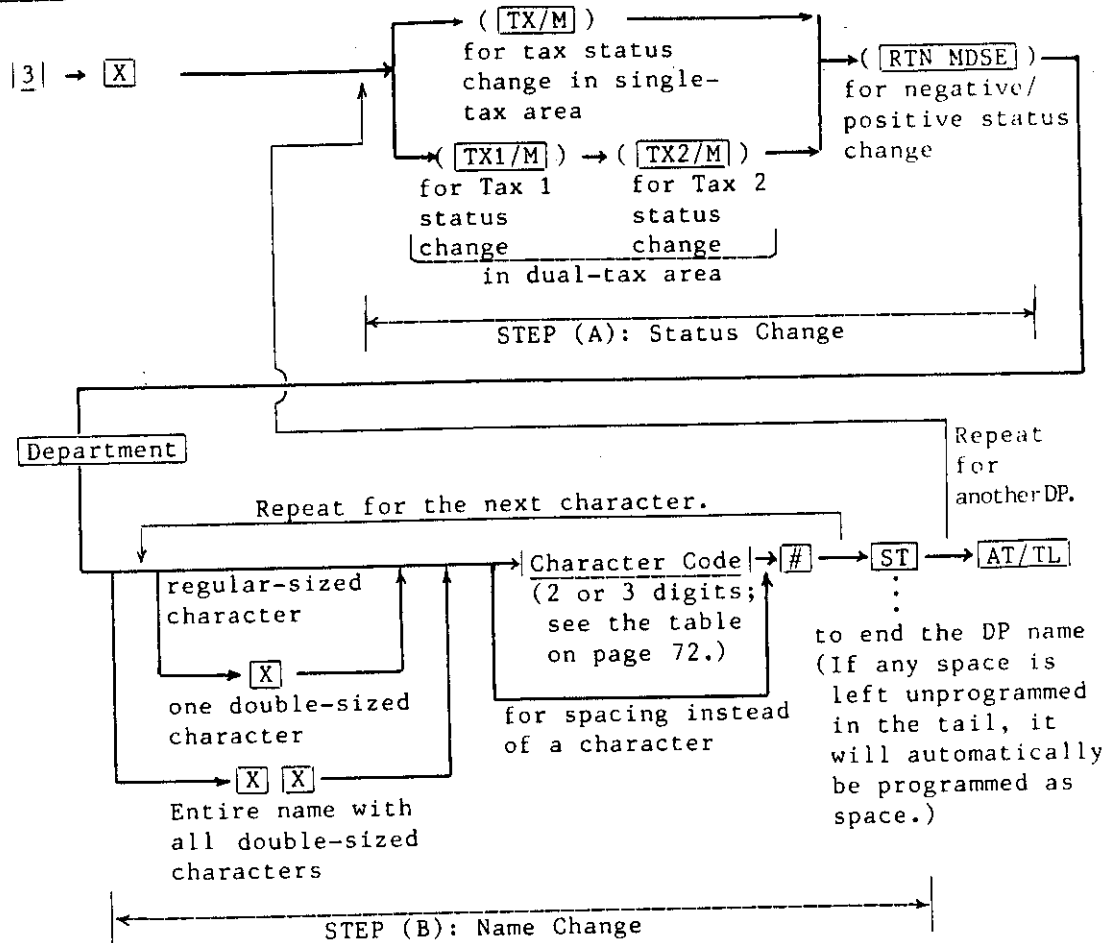 ( TX/M )
for tax status
change in single-
tax area
|3| → X
( RTN MDSE )
for negative/
positive status
change
( TX1/M ) → ( TX2/M )
for Tax 1
status
change
for Tax 2
status
change
in dual-tax area
STEP (A): Status Change
Department
Repeat
for
another DP.
Repeat for the next character.
regular-sized
character
|Character Code| → # → ST → AT/TL
(2 or 3 digits;
see the table
on page 72.)
X
one double-sized
character
for spacing instead
of a character
to end the DP name
(If any space is
left unprogrammed
in the tail, it
will automatically
be programmed as
space.)
X X
Entire name with
all double-sized
characters
STEP (B): Name Change